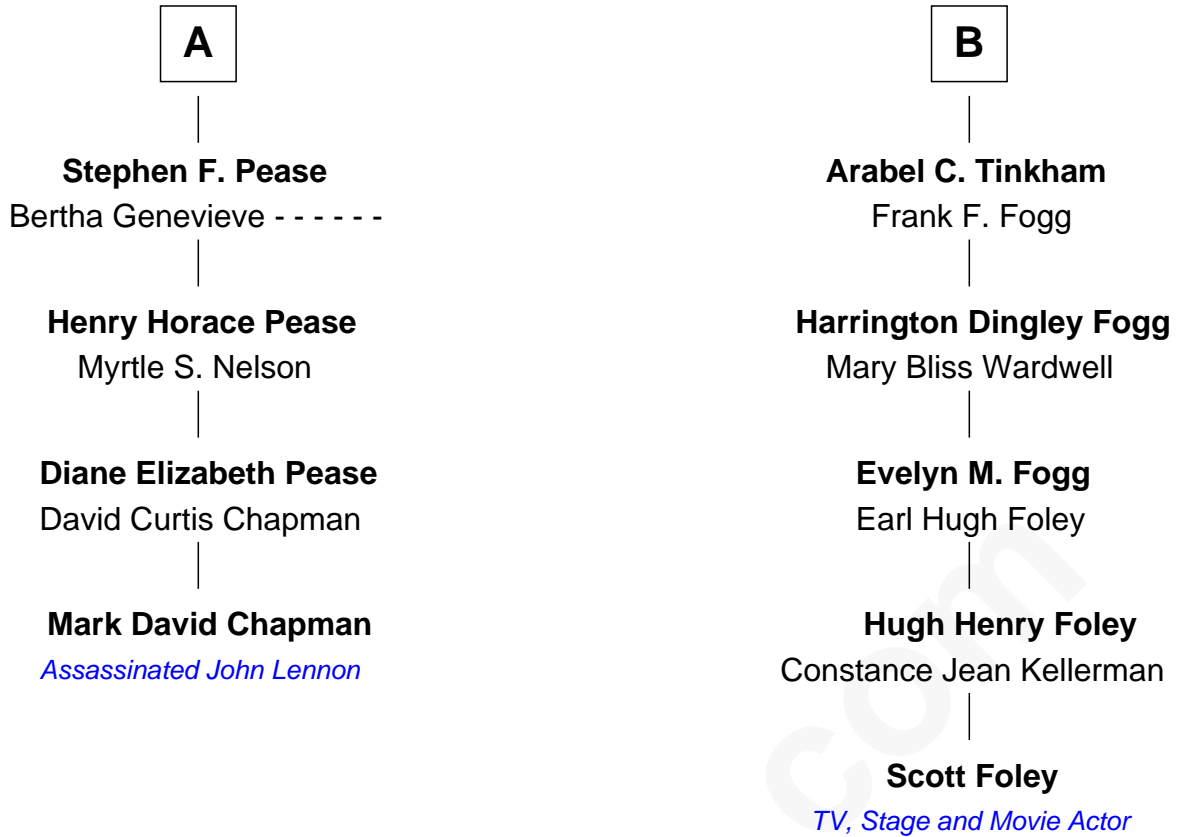 A
B
Stephen F. Pease
Bertha Genevieve - - - - - -
Arabel C. Tinkham
Frank F. Fogg
Henry Horace Pease
Myrtle S. Nelson
Harrington Dingley Fogg
Mary Bliss Wardwell
Diane Elizabeth Pease
David Curtis Chapman
Evelyn M. Fogg
Earl Hugh Foley
Mark David Chapman
Assassinated John Lennon
Hugh Henry Foley
Constance Jean Kellerman
Scott Foley
TV, Stage and Movie Actor
com